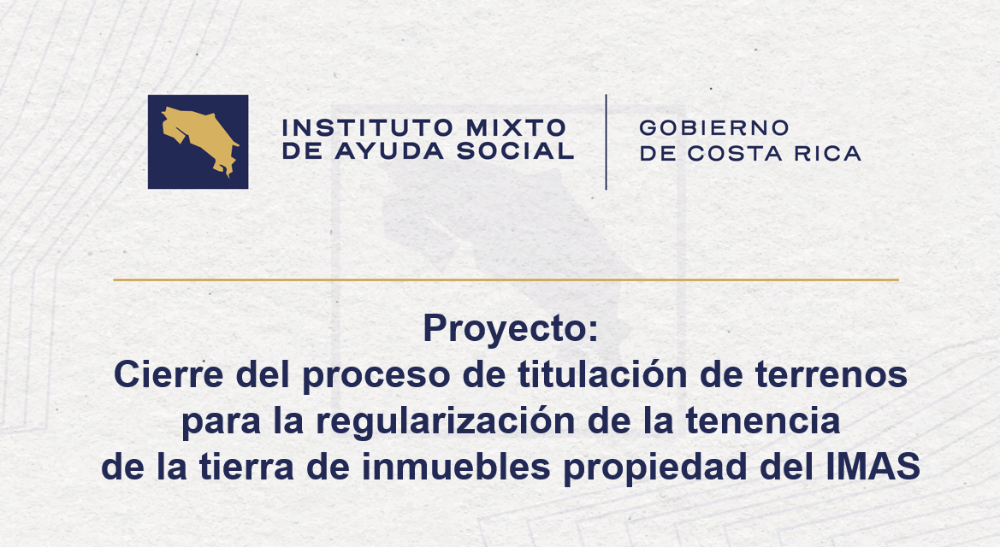 INSTITUTO MIXTO
DE AYUDA SOCIAL
GOBIERNO
DE COSTA RICA
Proyecto:
Cierre del proceso de titulación de terrenos
para la regularización de la tenencia
de la tierra de inmuebles propiedad del IMAS